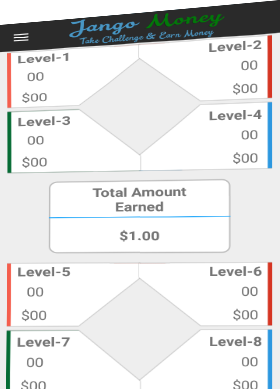 Jango Money
Take Challenge & Earn Money
Level-1
00
$00
Level-2
00
$00
Level-3
00
$00
Level-4
00
$00
Total Amount
Earned
$1.00
Level-5
00
$00
Level-6
00
$00
Level-7
00
$00
Level-8
00
$00